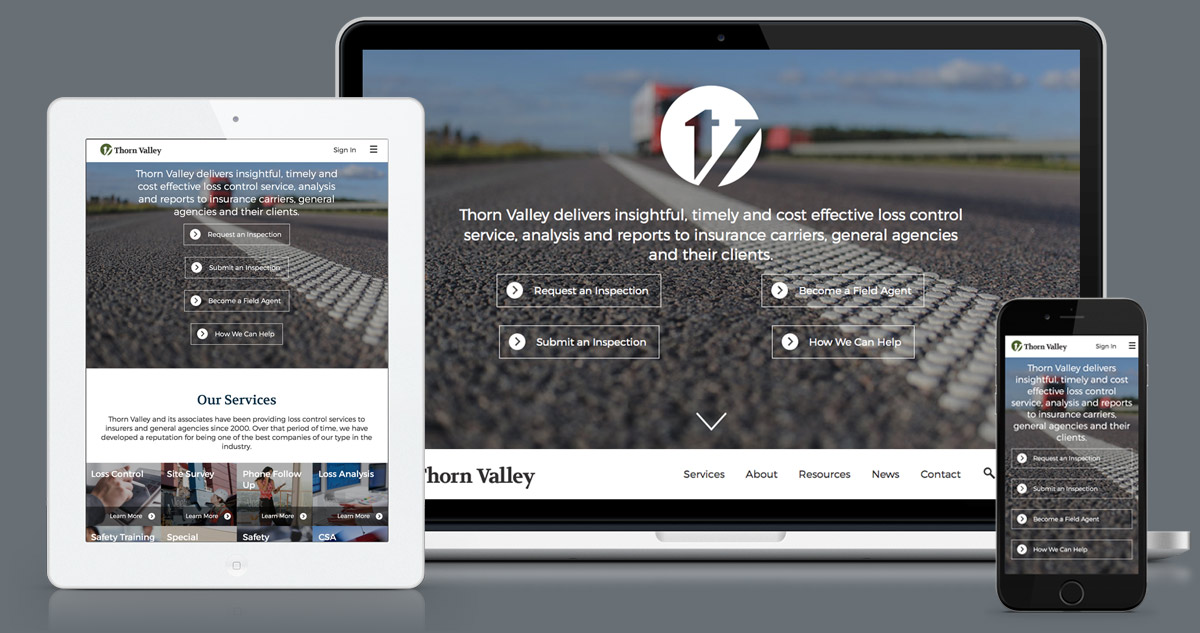 Thorn Valley
Sign In
Thorn Valley delivers insightful, timely and
cost effective loss control service, analysis
and reports to insurance carriers, general
agencies and their clients.
Request an Inspection
Submit an Inspection
Become a Field Agent
How We Can Help
Our Services
Thorn Valley and its associates have been providing loss control services to
insurers and general agencies since 2000. Over that period of time, we have
developed a reputation for being one of the best companies of our type in the
industry.
Loss Control
Site Survey
Phone Follow
Up
Loss Analysis
Learn More
Learn More
Learn More
Learn More
Safety Training
Special
Safety
CSA
tv
Thorn Valley delivers insightful, timely and cost effective loss control
service, analysis and reports to insurance carriers, general agencies
and their clients.
Request an Inspection
Become a Field Agent
Submit an Inspection
How We Can Help
Thorn Valley
Services
About
Resources
News
Contact
Thorn Valley
Sign In
Thorn Valley delivers
insightful, timely and cost
effective loss control
service, analysis and reports
to insurance carriers,
general agencies and their
clients.
Request an Inspection
Submit an Inspection
Become a Field Agent
How We Can Help